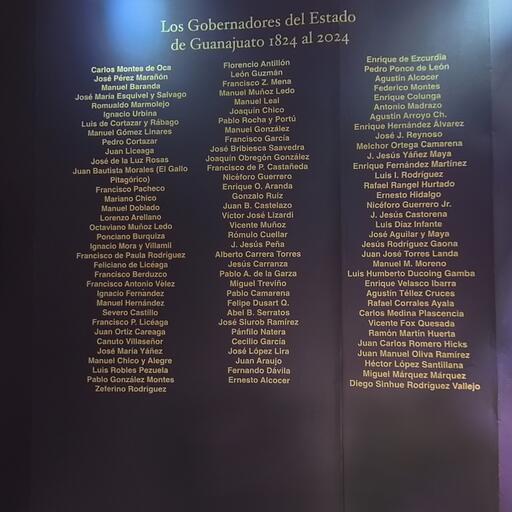 Los Gobernadores del Estado
de Guanajuato 1824 al 2024
Carlos Montes de Oca
José Pérez Marañón
Manuel Baranda
José María Esquivel y Salvago
Romualdo Marmolejo
Ignacio Urbina
Luis de Cortazar y Rábago
Manuel Gómez Linares
Pedro Cortazar
Juan Liceaga
José de la Luz Rosas
Juan Bautista Morales (El Gallo
Pitagórico)
Francisco Pacheco
Mariano Chico
Manuel Doblado
Lorenzo Arellano
Octaviano Muñoz Ledo
Ponciano Burquiza
Ignacio Mora y Villamil
Francisco de Paula Rodríguez
Feliciano de Licéaga
Francisco Berduzco
Francisco Antonio Vélez
Ignacio Fernández
Manuel Hernández
Severo Castillo
Francisco P. Licéaga
Juan Ortiz Careaga
Canuto Villaseñor
José María Yáñez
Manuel Chico y Alegre
Luis Robles Pezuela
Pablo González Montes
Zeferino Rodríguez
Florencio Antillón
León Guzmán
Francisco Z. Mena
Manuel Muñoz Ledo
Manuel Leal
Joaquín Chico
Pablo Rocha y Portú
Manuel González
Francisco García
José Bribiesca Saavedra
Joaquín Obregón González
Francisco de P. Castañeda
Nicéforo Guerrero
Enrique O. Aranda
Gonzalo Ruíz
Juan B. Castelazo
Víctor José Lizardi
Vicente Muñoz
Rómulo Cuellar
J. Jesús Peña
Alberto Carrera Torres
Jesús Carranza
Pablo A. de la Garza
Miguel Treviño
Pablo Camarena
Felipe Dusart Q.
Abel B. Serratos
José Siurob Ramírez
Pánfilo Natera
Cecilio García
José López Lira
Juan Araujo
Fernando Dávila
Ernesto Alcocer
Enrique de Ezcurdia
Pedro Ponce de León
Agustín Alcocer
Federico Montes
Enrique Colunga
Antonio Madrazo
Agustín Arroyo Ch.
Enrique Hernández Álvarez
José J. Reynoso
Melchor Ortega Camarena
J. Jesús Yáñez Maya
Enrique Fernández Martínez
Luis I. Rodríguez
Rafael Rangel Hurtado
Ernesto Hidalgo
Nicéforo Guerrero Jr.
J. Jesús Castorena
Luis Díaz Infante
José Aguilar y Maya
Jesús Rodríguez Gaona
Juan José Torres Landa
Manuel M. Moreno
Luis Humberto Ducoing Gamba
Enrique Velasco Ibarra
Agustín Téllez Cruces
Rafael Corrales Ayala
Carlos Medina Plascencia
Vicente Fox Quesada
Ramón Martín Huerta
Juan Carlos Romero Hicks
Juan Manuel Oliva Ramírez
Héctor López Santillana
Miguel Márquez Márquez
Diego Sinhue Rodríguez Vallejo